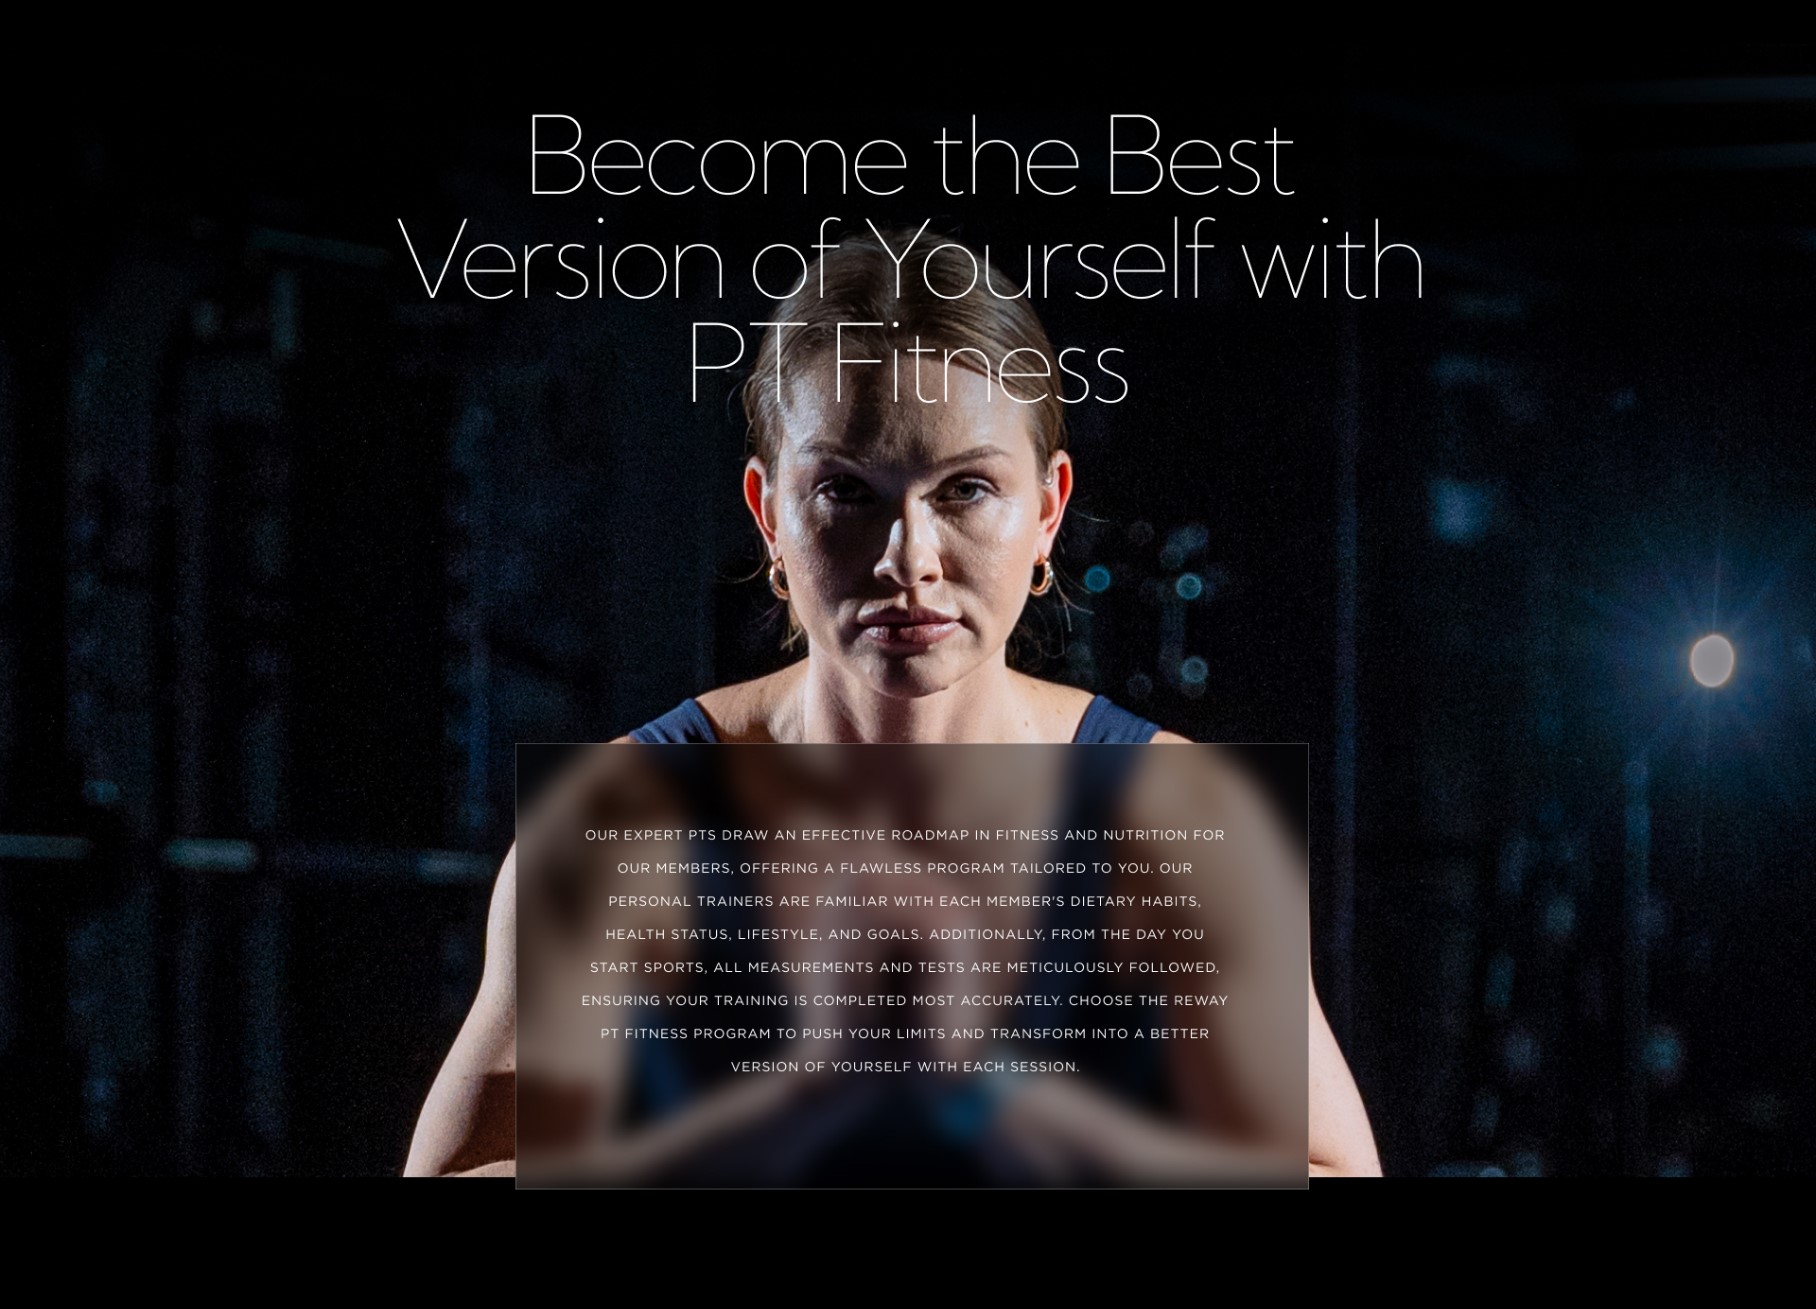 Become the Best
Version of Yourself with
PT Fitness
OUR EXPERT PTS DRAW AN EFFECTIVE ROADMAP IN FITNESS AND NUTRITION FOR
OUR MEMBERS, OFFERING A FLAWLESS PROGRAM TAILORED TO YOU. OUR
PERSONAL TRAINERS ARE FAMILIAR WITH EACH MEMBER'S DIETARY HABITS,
HEALTH STATUS, LIFESTYLE, AND GOALS. ADDITIONALLY, FROM THE DAY YOU
START SPORTS, ALL MEASUREMENTS AND TESTS ARE METICULOUSLY FOLLOWED,
ENSURING YOUR TRAINING IS COMPLETED MOST ACCURATELY. CHOOSE THE REWAY
PT FITNESS PROGRAM TO PUSH YOUR LIMITS AND TRANSFORM INTO A BETTER
VERSION OF YOURSELF WITH EACH SESSION.